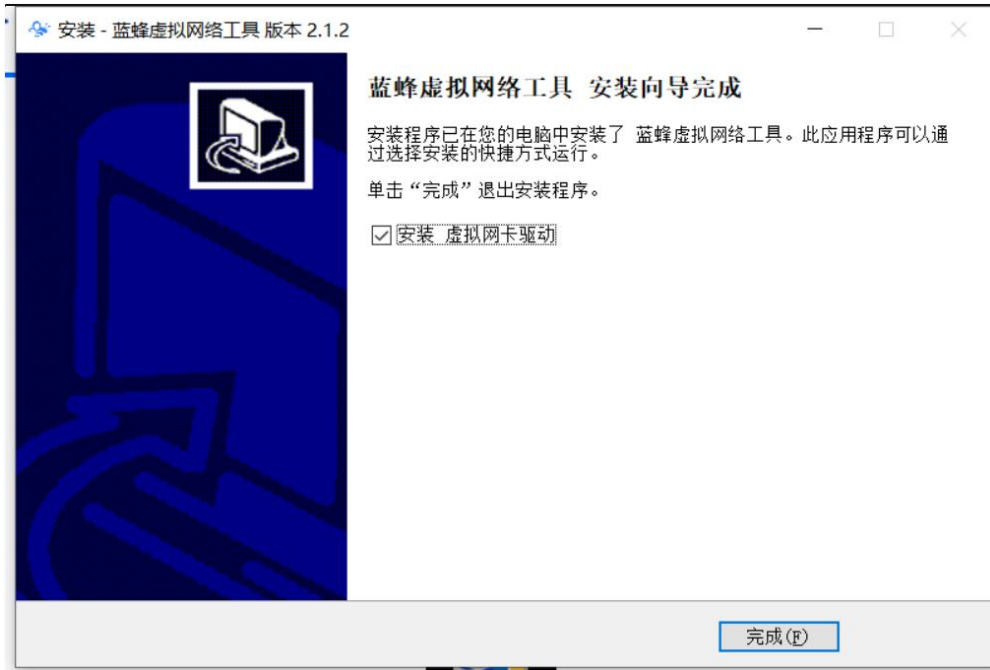 安装 - 蓝蜂虚拟网络工具 版本 2.1.2
蓝蜂虚拟网络工具 安装向导完成
安装程序已在您的电脑中安装了 蓝蜂虚拟网络工具。此应用程序可以通
过选择安装的快捷方式运行。
单击“完成”退出安装程序。
安装 虚拟网卡驱动
完成(F)